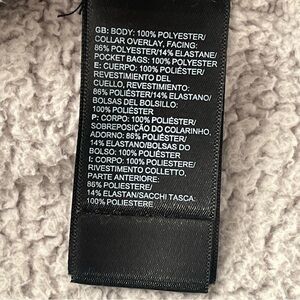 GB: BODY: 100% POLYESTER/
COLLAR OVERLAY, FACING:
86% POLYESTER/14% ELASTANE/
POCKET BAGS: 100% POLYESTER
E: CUERPO: 100% POLIÉSTER/
REVESTIMIENTO DEL
CUELLO, REVESTIMIENTO:
86% POLIÉSTER/14% ELASTANO/
BOLSAS DEL BOLSILLO:
100% POLIÉSTER
P: CORPO: 100% POLIÉSTER/
SOBREPOSIÇÃO DO COLARINHO,
ADORNO: 86% POLIÉSTER/
14% ELASTANO/BOLSAS DO
BOLSO: 100% POLIÉSTER
I: CORPO: 100% POLIESTERE/
RIVESTIMENTO COLLETTO,
PARTE ANTERIORE:
86% POLIESTERE/
14% ELASTAN/SACCHI TASCA:
100% POLIESTERE